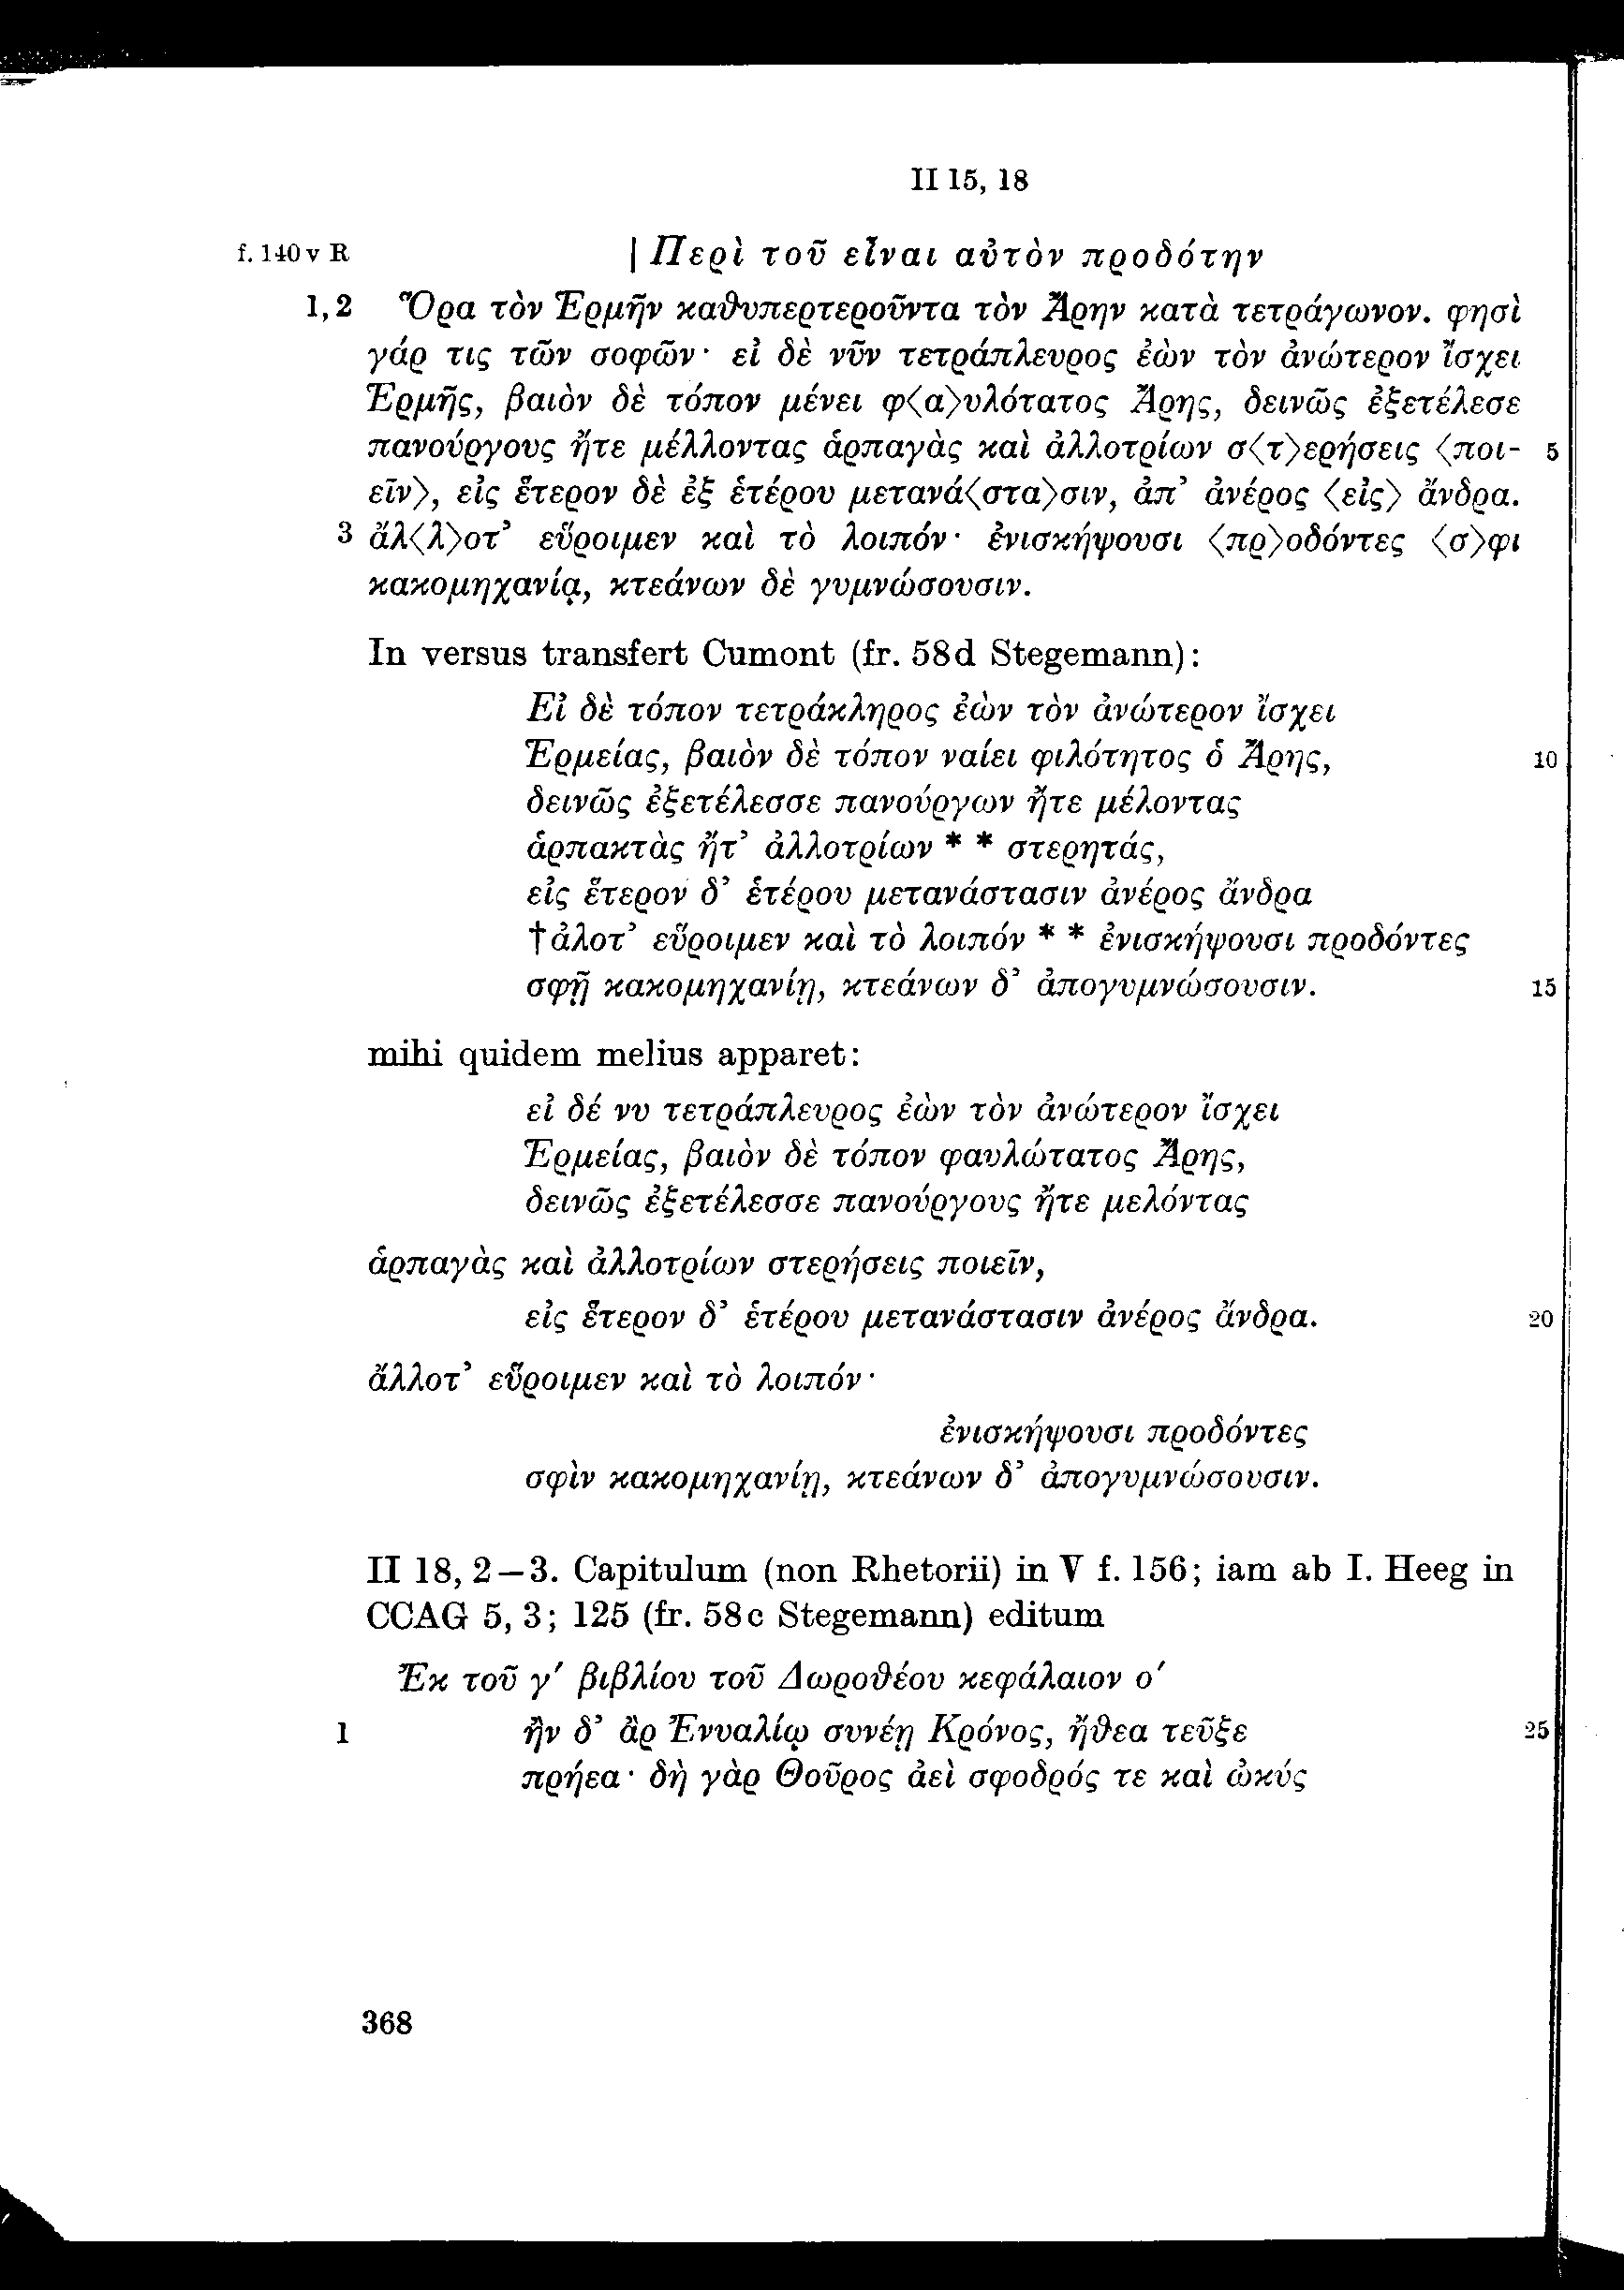 II 15, 18
f. 140 v R | Περὶ τοῦ εἶναι αὐτὸν προδότην
1, 2 Ὅρα τὸν Ἑρμῆν καθυπερτεροῦντα τὸν Ἄρην κατὰ τετράγωνον. φησὶ
γάρ τις τῶν σοφῶν· εἰ δὲ νῦν τετράπλευρος ἐὼν τὸν ἀνώτερον ἴσχει
Ἑρμῆς, βαιὸν δὲ τόπον μένει φ⟨α⟩υλότατος Ἄρης, δεινῶς ἐξετέλεσε
πανούργους ἤτε μέλλοντας ἁρπαγὰς καὶ ἀλλοτρίων σ⟨τ⟩ερήσεις ⟨ποι- 5
εῖν⟩, εἰς ἕτερον δὲ ἐξ ἑτέρου μετανά⟨στα⟩σιν, ἀπ’ ἀνέρος ⟨εἰς⟩ ἄνδρα.
3 ἄλ⟨λ⟩οτ’ εὕροιμεν καὶ τὸ λοιπόν· ἐνισκήψουσι ⟨πρ⟩οδόντες ⟨σ⟩φι
κακομηχανίᾳ, κτεάνων δὲ γυμνώσουσιν.
In versus transfert Cumont (fr. 58d Stegemann):
Εἰ δὲ τόπον τετράκληρος ἐὼν τὸν ἀνώτερον ἴσχει
Ἑρμείας, βαιὸν δὲ τόπον ναίει φιλότητος ὁ Ἄρης, 10
δεινῶς ἐξετέλεσσε πανούργων ἤτε μέλοντας
ἁρπακτὰς ἤτ’ ἀλλοτρίων * * στερητάς,
εἰς ἕτερον δ’ ἑτέρου μετανάστασιν ἀνέρος ἄνδρα
†ἀλοτ’ εὕροιμεν καὶ τὸ λοιπόν * * ἐνισκήψουσι προδόντες
σφῇ κακομηχανίῃ, κτεάνων δ’ ἀπογυμνώσουσιν. 15
mihi quidem melius apparet:
εἰ δέ νυ τετράπλευρος ἐὼν τὸν ἀνώτερον ἴσχει
Ἑρμείας, βαιὸν δὲ τόπον φαυλώτατος Ἄρης,
δεινῶς ἐξετέλεσσε πανούργους ἤτε μελόντας
ἁρπαγὰς καὶ ἀλλοτρίων στερήσεις ποιεῖν,
εἰς ἕτερον δ’ ἑτέρου μετανάστασιν ἀνέρος ἄνδρα. 20
ἄλλοτ’ εὕροιμεν καὶ τὸ λοιπόν·
ἐνισκήψουσι προδόντες
σφὶν κακομηχανίῃ, κτεάνων δ’ ἀπογυμνώσουσιν.
II 18, 2–3. Capitulum (non Rhetorii) in V f. 156; iam ab I. Heeg in
CCAG 5, 3; 125 (fr. 58c Stegemann) editum
Ἐκ τοῦ γ′ βιβλίου τοῦ Δωροθέου κεφάλαιον ο′
1 ἢν δ’ ἂρ Ἐνυαλίῳ συνέῃ Κρόνος, ἤθεα τεῦξε 25
πρήεα· δὴ γὰρ Θοῦρος ἀεὶ σφοδρός τε καὶ ὠκύς
368